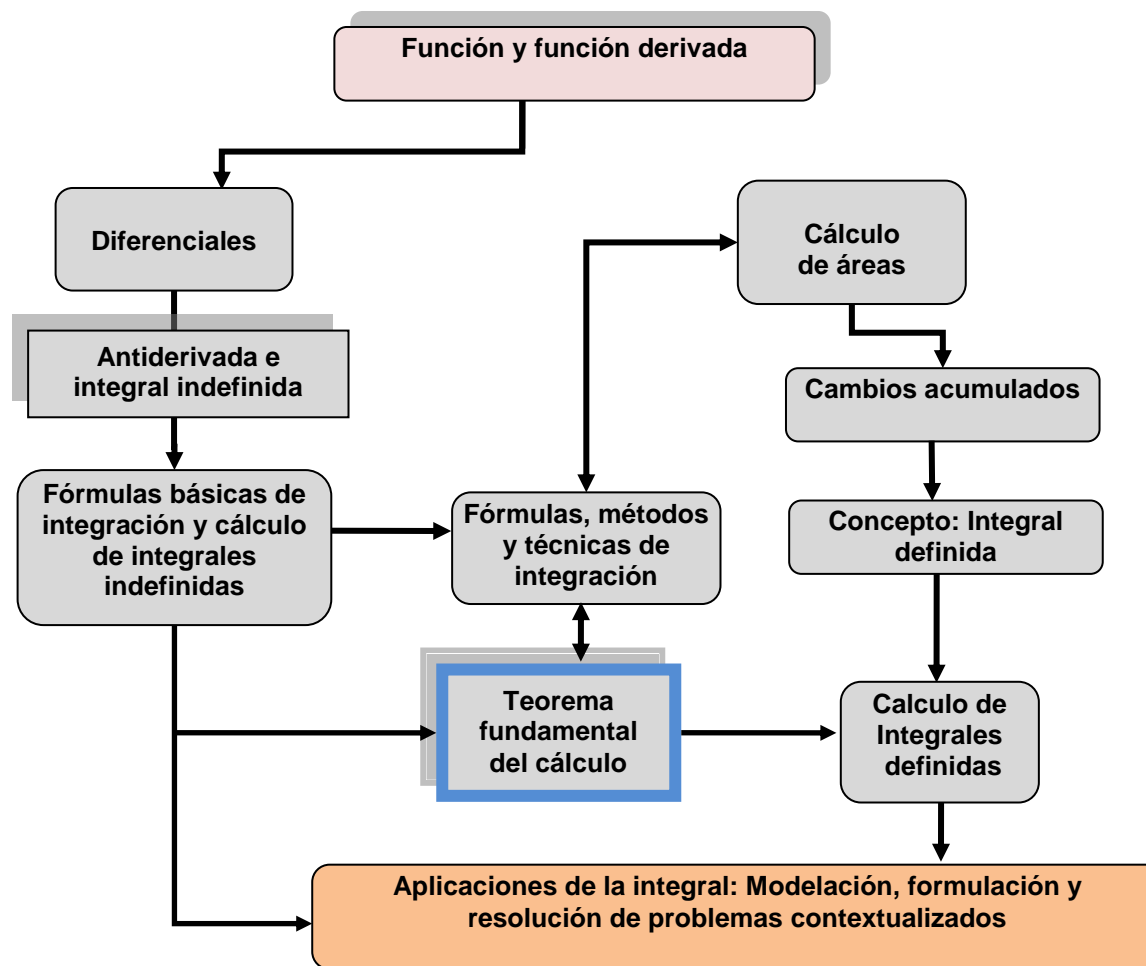 Función y función derivada
Diferenciales
Cálculo
de áreas
Antiderivada e
integral indefinida
Cambios acumulados
Fórmulas básicas de
integración y cálculo
de integrales
indefinidas
Fórmulas, métodos
y técnicas de
integración
Concepto: Integral
definida
Teorema
fundamental
del cálculo
Calculo de
Integrales
definidas
Aplicaciones de la integral: Modelación, formulación y
resolución de problemas contextualizados